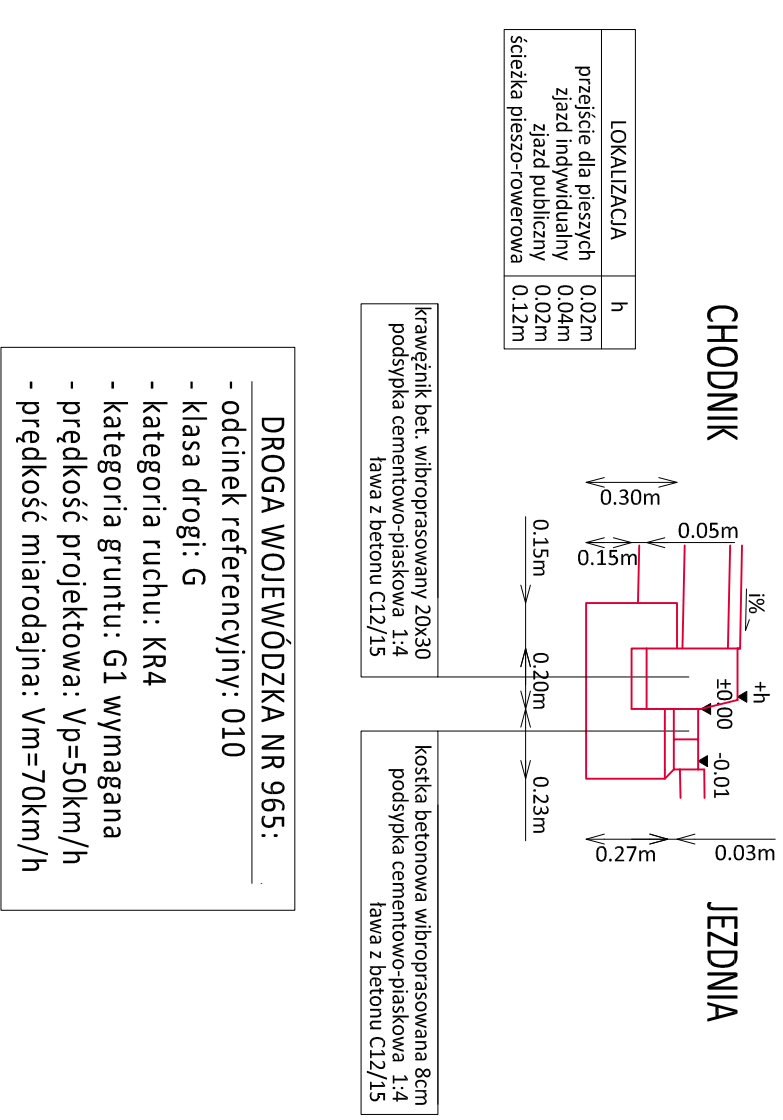 CHODNIK
JEZDNIA
i%
+h
±0.00
-0.01
0.05m
0.30m
0.15m
0.03m
0.27m
0.15m
0.20m
0.23m
LOKALIZACJA h
przejście dla pieszych 0.02m
zjazd indywidualny 0.04m
zjazd publiczny 0.02m
ścieżka pieszo-rowerowa 0.12m
krawężnik bet. wibroprasowany 20x30
podsypka cementowo-piaskowa 1:4
ława z betonu C12/15
kostka betonowa wibroprasowana 8cm
podsypka cementowo-piaskowa 1:4
ława z betonu C12/15
DROGA WOJEWÓDZKA NR 965:
- odcinek referencyjny: 010
- klasa drogi: G
- kategoria ruchu: KR4
- kategoria gruntu: G1 wymagana
- prędkość projektowa: Vp=50km/h
- prędkość miarodajna: Vm=70km/h